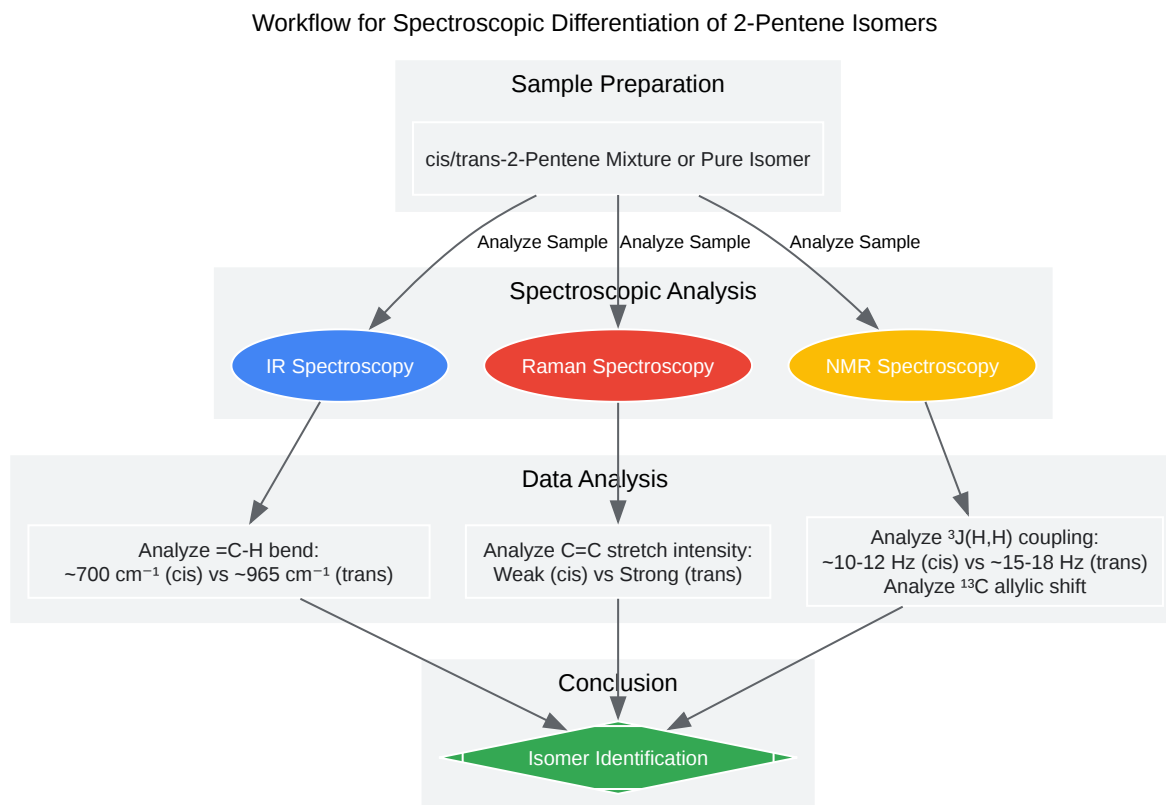 Workflow for Spectroscopic Differentiation of 2-Pentene Isomers
Sample Preparation
cis/trans-2-Pentene Mixture or Pure Isomer
Analyze Sample
Analyze Sample
Analyze Sample
Spectroscopic Analysis
IR Spectroscopy
Raman Spectroscopy
NMR Spectroscopy
Data Analysis
Analyze =C-H bend:
~700 cm⁻¹ (cis) vs ~965 cm⁻¹ (trans)
Analyze C=C stretch intensity:
Weak (cis) vs Strong (trans)
Analyze ³J(H,H) coupling:
~10-12 Hz (cis) vs ~15-18 Hz (trans)
Analyze ¹³C allylic shift
Conclusion
Isomer Identification